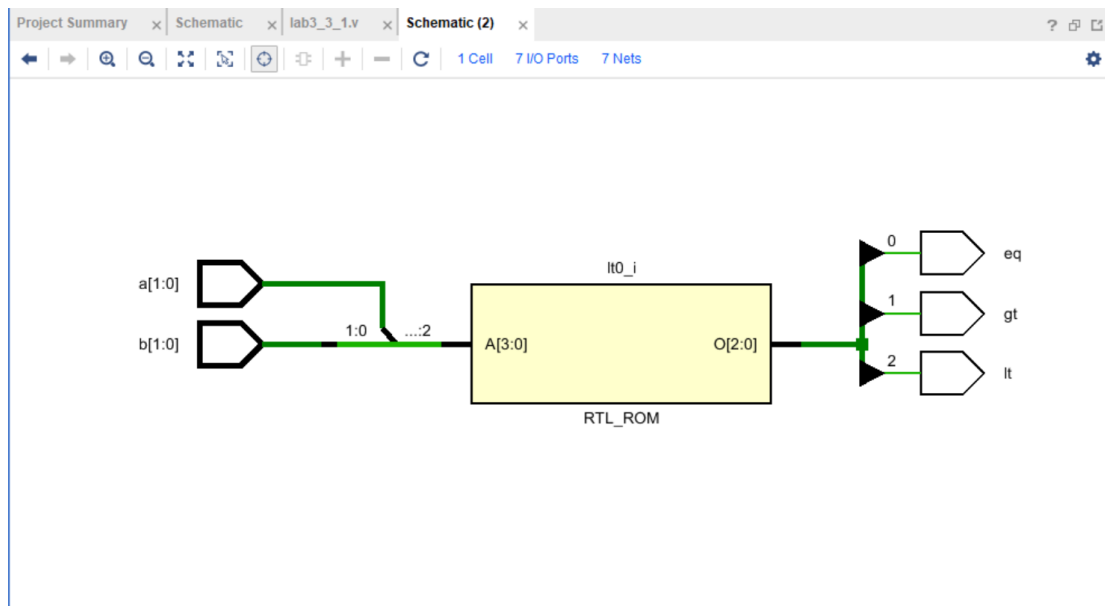 Project Summary × Schematic × lab3_3_1.v × Schematic (2) × ?
1 Cell 7 I/O Ports 7 Nets
lt0_i
a[1:0]
b[1:0]
1:0 ...:2
A[3:0] O[2:0]
RTL_ROM
0 eq
1 gt
2 lt